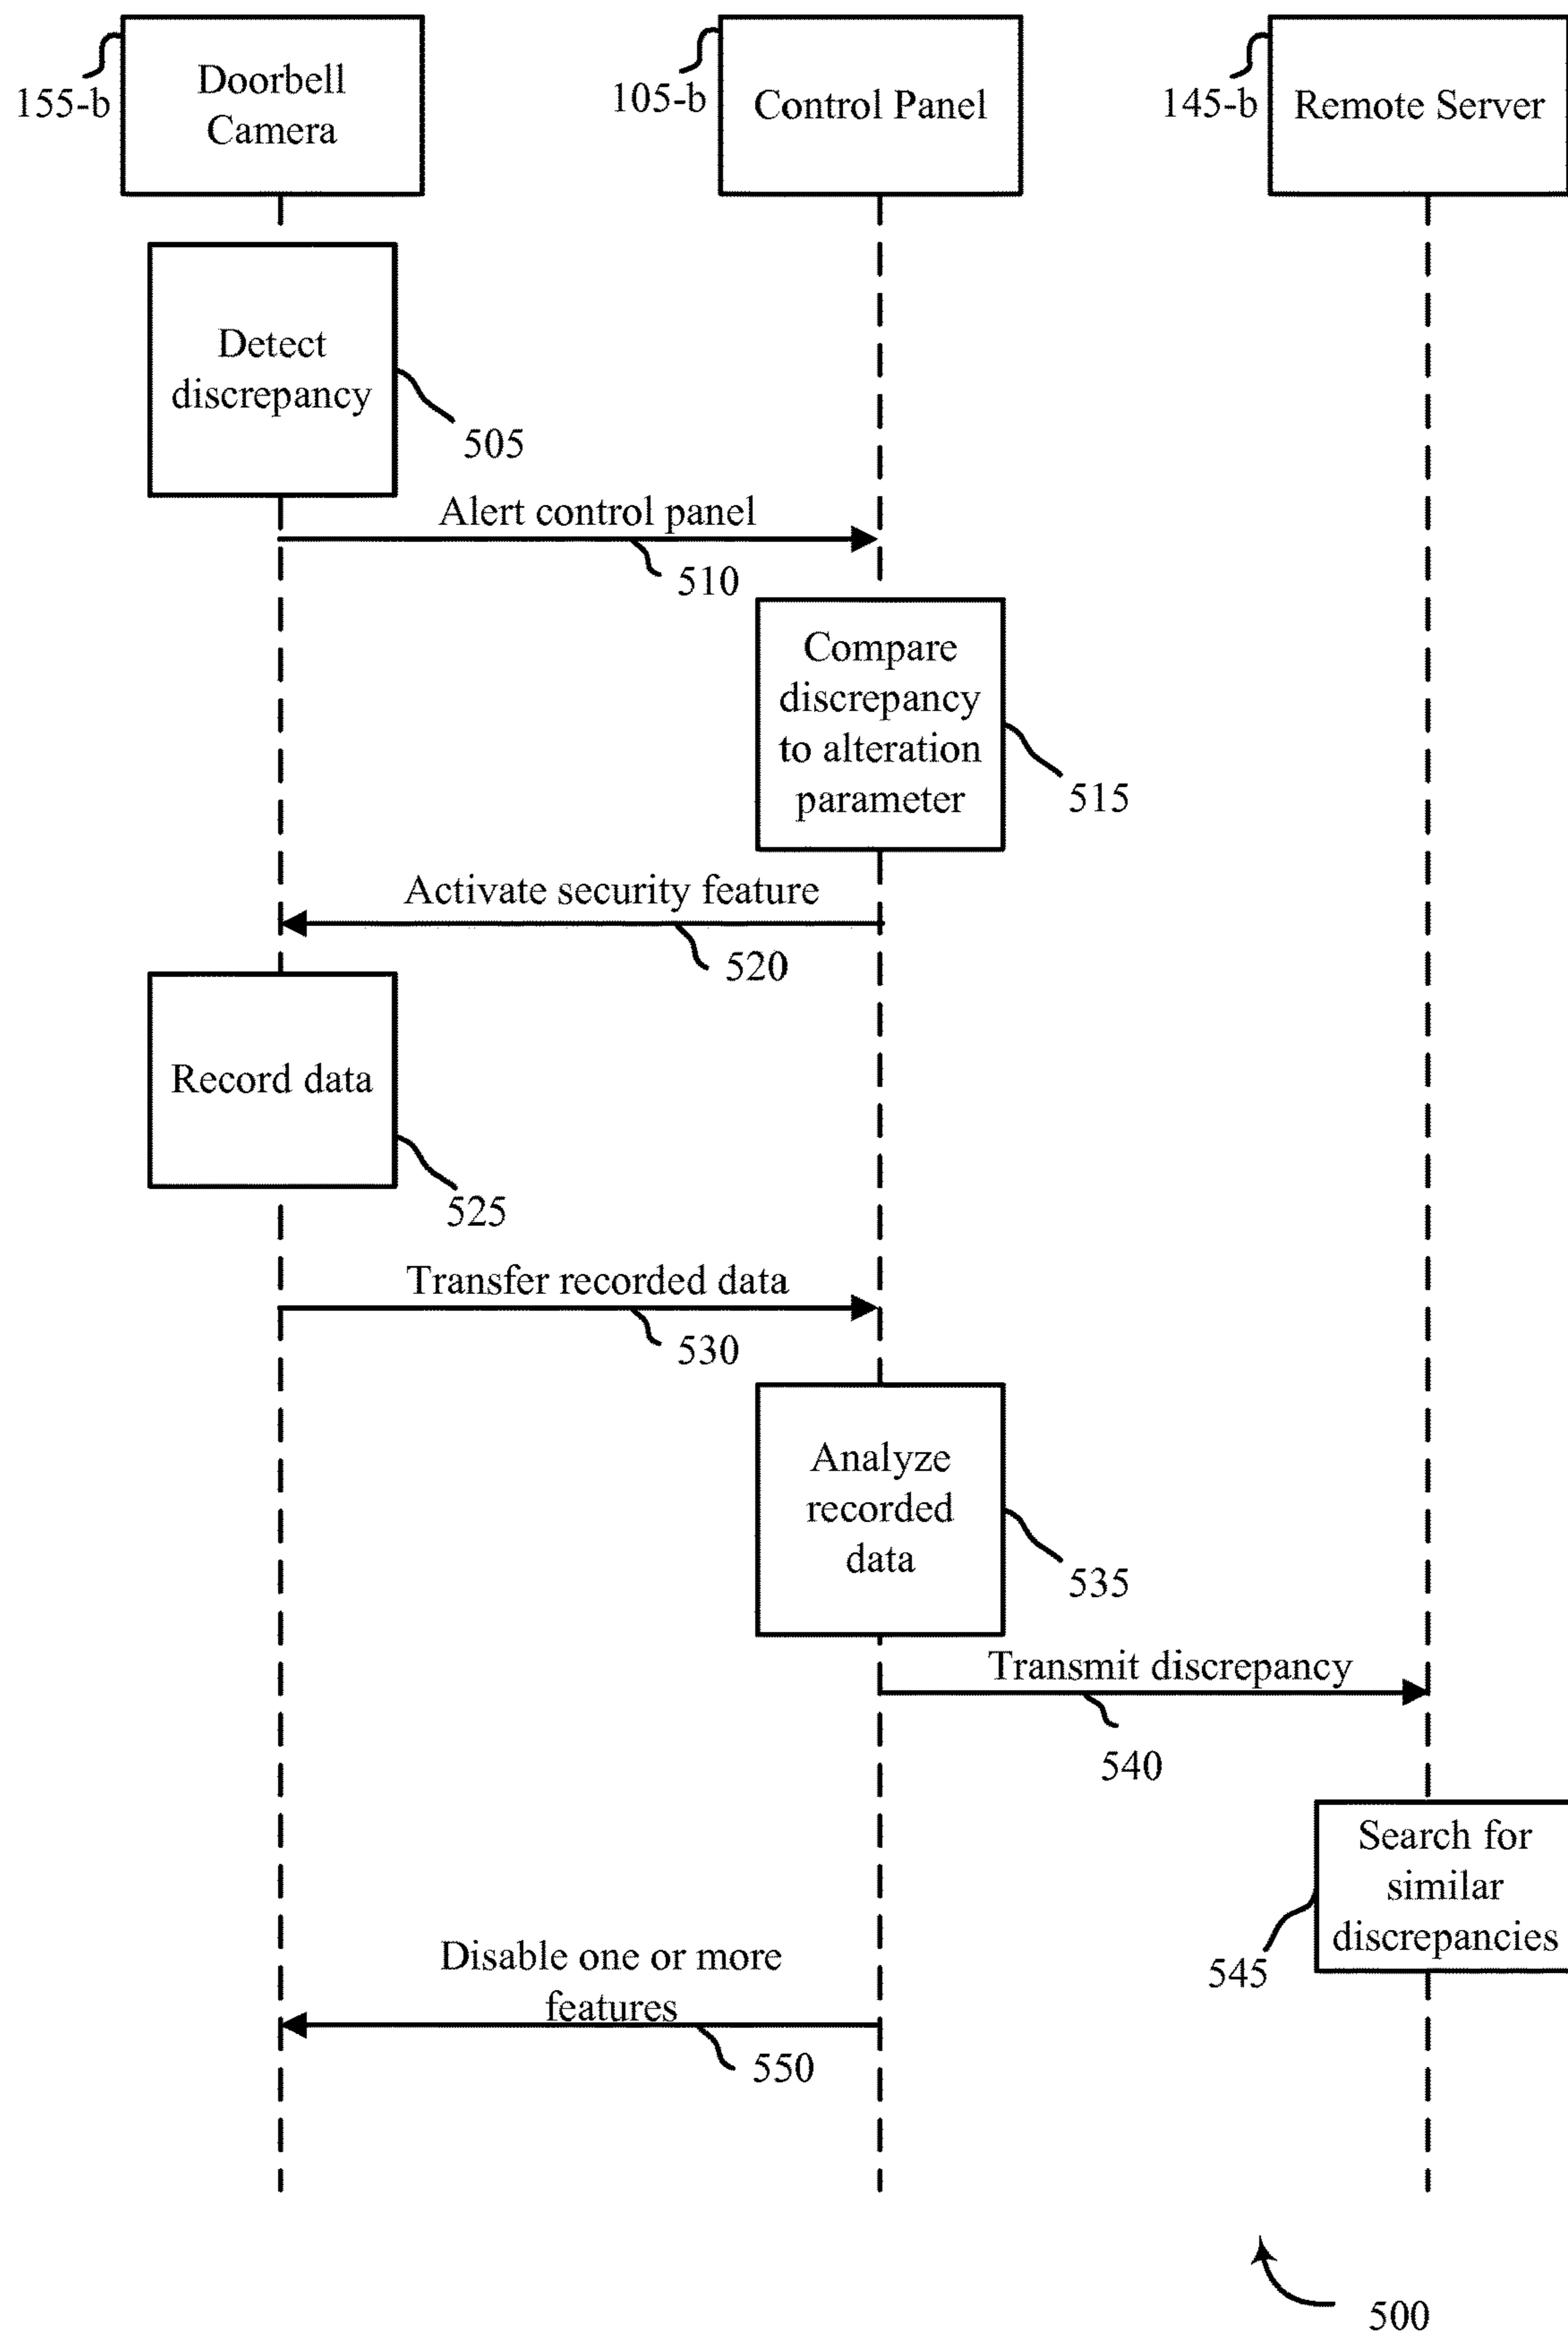 155-b
Doorbell
Camera
105-b
Control Panel
145-b
Remote Server
Detect
discrepancy
505
Alert control panel
510
Compare
discrepancy
to alteration
parameter
515
Activate security feature
520
Record data
525
Transfer recorded data
530
Analyze
recorded
data
535
Transmit discrepancy
540
Search for
similar
discrepancies
545
Disable one or more
features
550
500